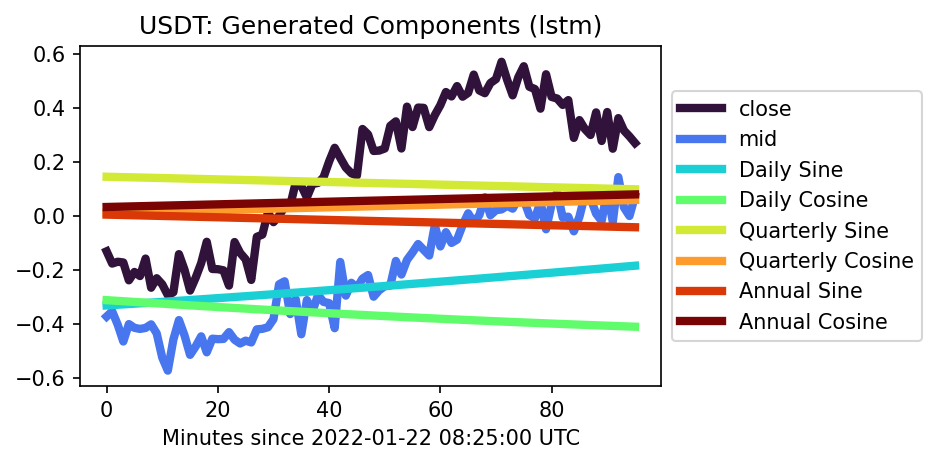 USDT: Generated Components (lstm)
0.6
0.4
0.2
0.0
−0.2
−0.4
−0.6
0 20 40 60 80
Minutes since 2022-01-22 08:25:00 UTC
close
mid
Daily Sine
Daily Cosine
Quarterly Sine
Quarterly Cosine
Annual Sine
Annual Cosine